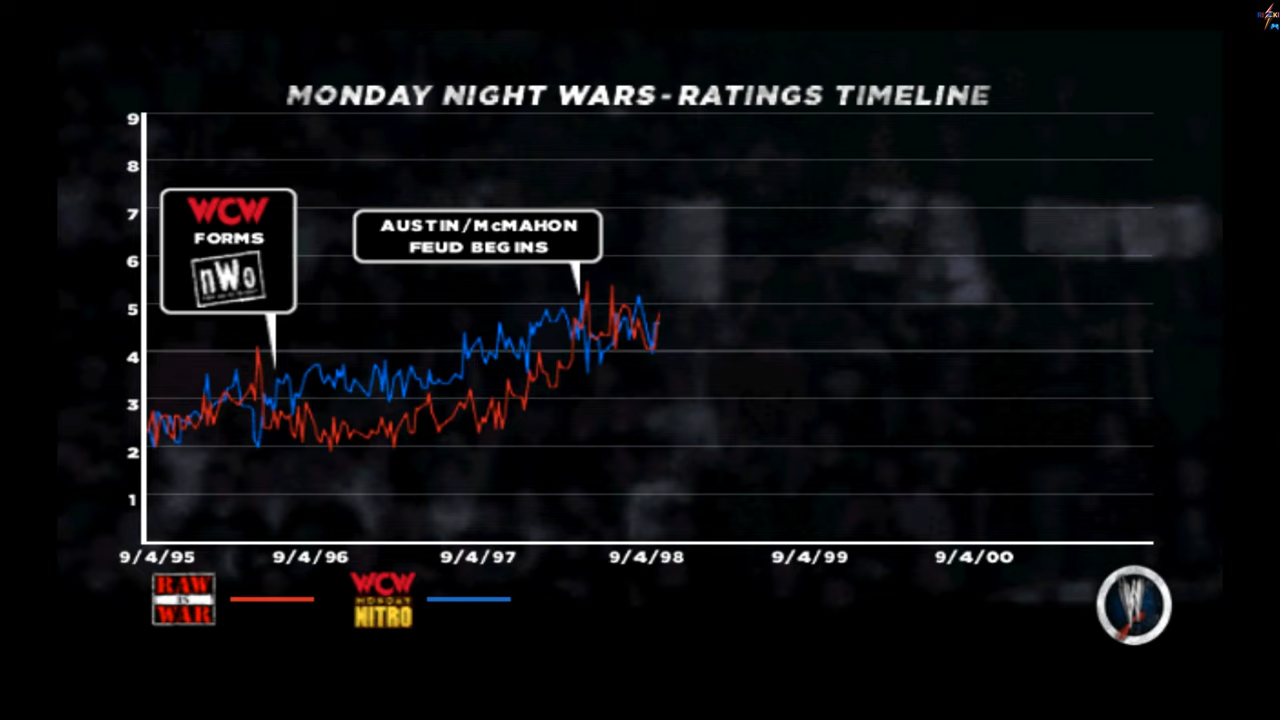 MONDAY NIGHT WARS - RATINGS TIMELINE
9
8
7
6
5
4
3
2
1
WCW
FORMS
nWo
AUSTIN/McMAHON
FEUD BEGINS
9/4/95 9/4/96 9/4/97 9/4/98 9/4/99 9/4/00
RAW
IS
WAR
WCW
MONDAY
NITRO